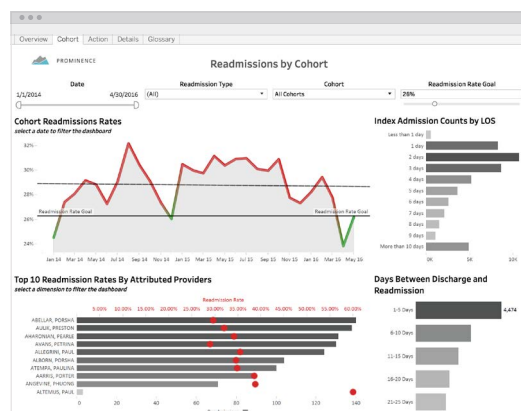 Overview Cohort Action Details Glossary
PROMINENCE
Readmissions by Cohort
Date Readmission Type Cohort Readmission Rate Goal
1/1/2014 4/30/2016 (All) All Cohorts 28%
Cohort Readmissions Rates
select a date to filter the dashboard
32%
30%
28%
26%
24%
Readmission Rate Goal Readmission Rate Goal
Jan 14 Mar 14 May 14 Jul 14 Sep 14 Nov 14 Jan 15 Mar 15 May 15 Jul 15 Sep 15 Nov 15 Jan 16 Mar 16 May 16
Index Admission Counts by LOS
Less than 1 day
1 day
2 days
3 days
4 days
5 days
6 days
7 days
8 days
9 days
More than 10 days
0K 5K 10K
Top 10 Readmission Rates By Attributed Providers
select a dimension to filter the dashboard
Readmission Rate
5.00% 10.00% 15.00% 20.00% 25.00% 30.00% 35.00% 40.00% 45.00% 50.00% 55.00% 60.00%
ABELLAR, PORSHA
AULIK, PRESTON
AHARONIAN, PEARLE
AVANS, PETRINA
ALLEGRINI, PAUL
ALBORN, PORSHA
ATENFA, PAULINA
AARRIS, PORTER
ANGEVINE, PHUONG
ALTEMUS, PAUL
0 20 40 60 80 100 120 140
Days Between Discharge and
Readmission
1-5 Days 4,474
6-10 Days
11-15 Days
16-20 Days
21-25 Days